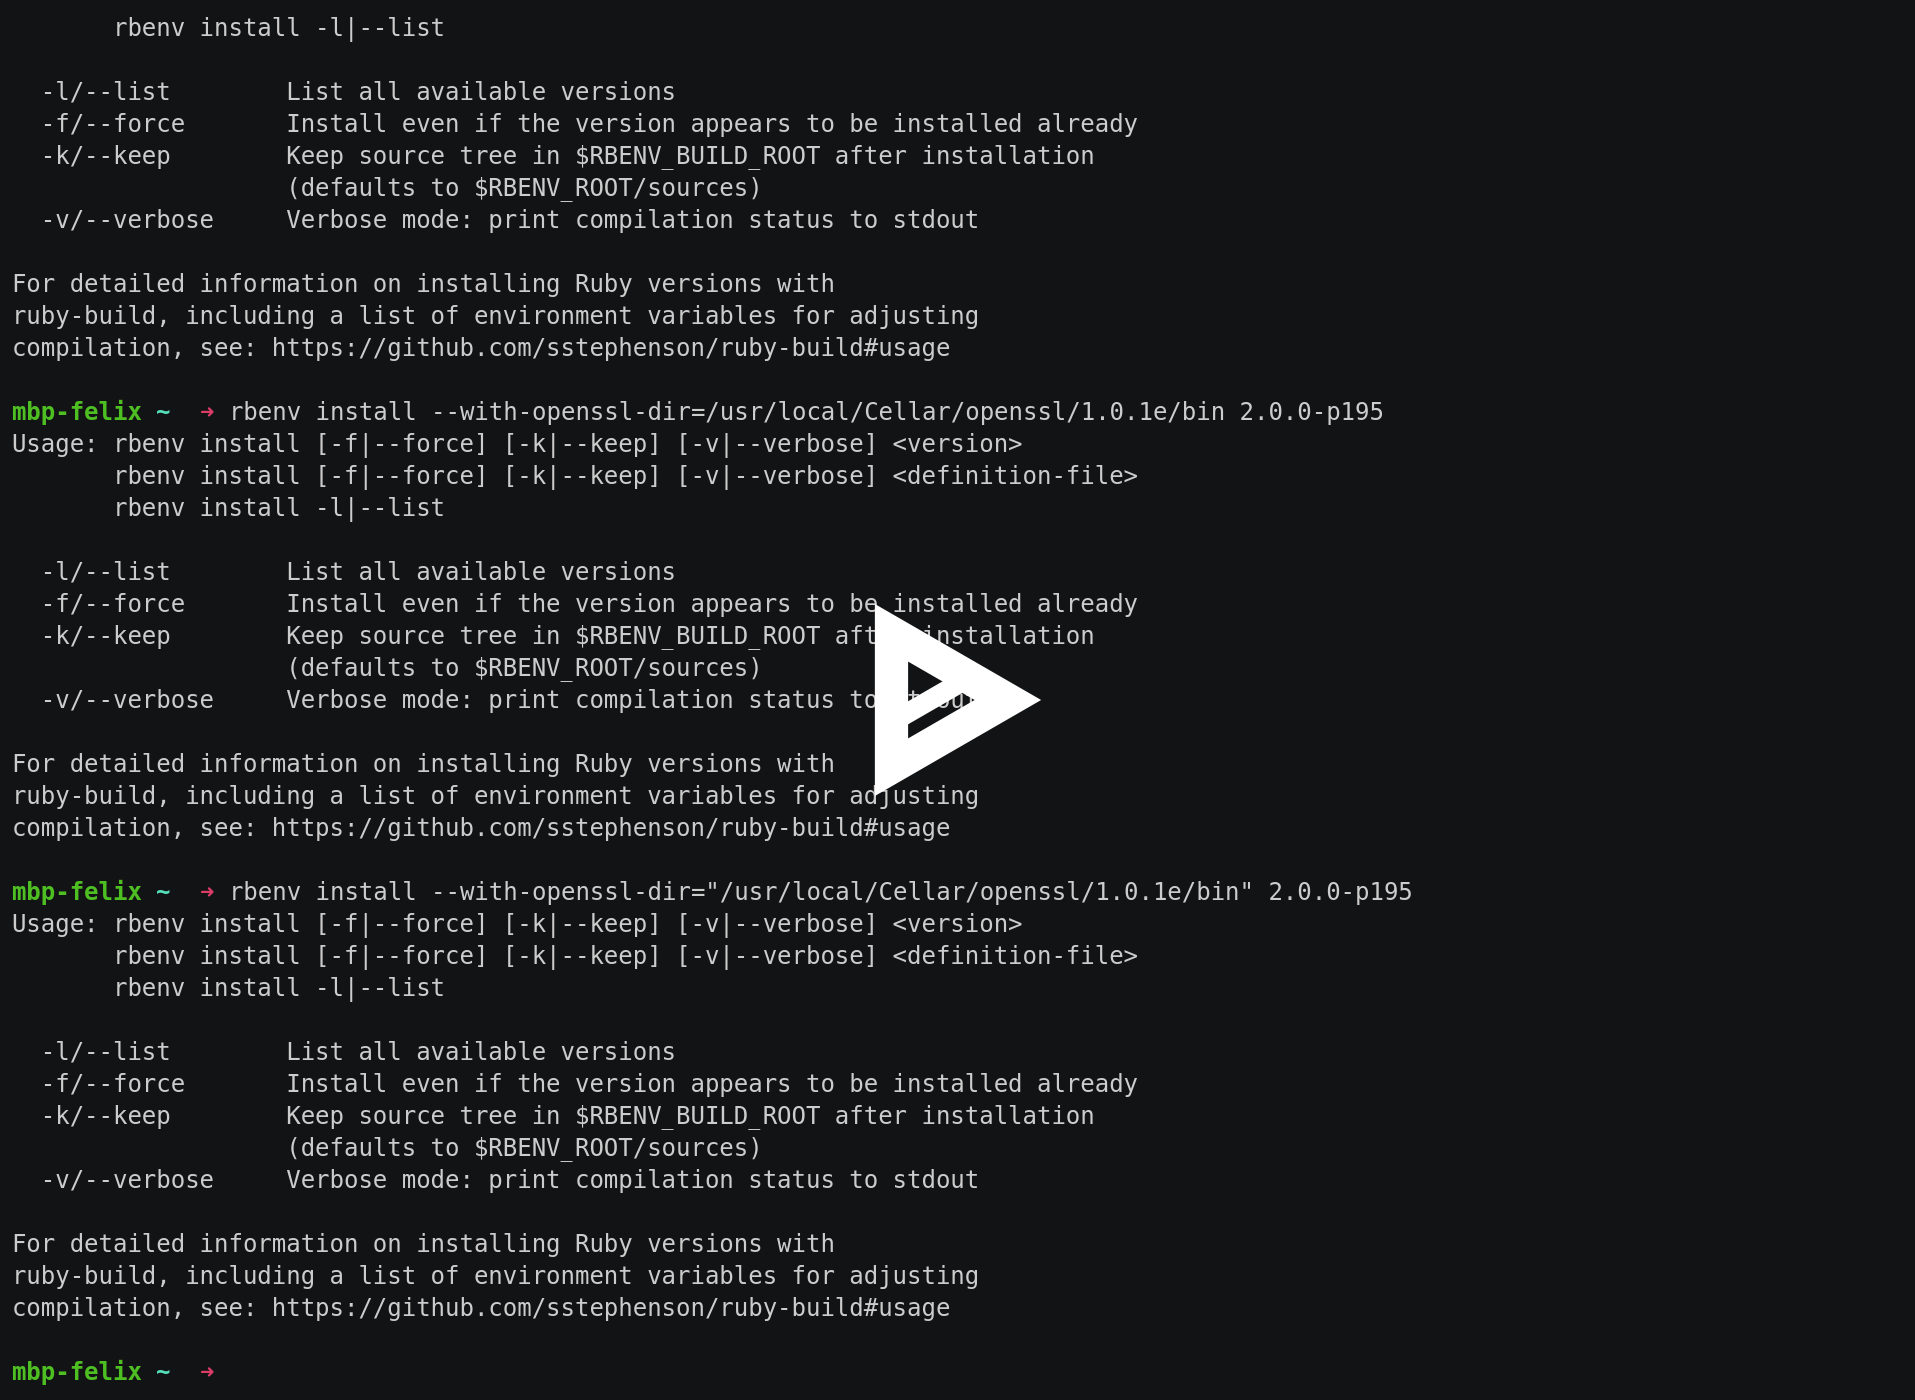 rbenv install -l|--list
-l/--list        List all available versions
-f/--force       Install even if the version appears to be installed already
-k/--keep        Keep source tree in $RBENV_BUILD_ROOT after installation
(defaults to $RBENV_ROOT/sources)
-v/--verbose     Verbose mode: print compilation status to stdout
For detailed information on installing Ruby versions with
ruby-build, including a list of environment variables for adjusting
compilation, see: https://github.com/sstephenson/ruby-build#usage
mbp-felix ~  ➜ rbenv install --with-openssl-dir=/usr/local/Cellar/openssl/1.0.1e/bin 2.0.0-p195
Usage: rbenv install [-f|--force] [-k|--keep] [-v|--verbose] <version>
rbenv install [-f|--force] [-k|--keep] [-v|--verbose] <definition-file>
rbenv install -l|--list
-l/--list        List all available versions
-f/--force       Install even if the version appears to be installed already
-k/--keep        Keep source tree in $RBENV_BUILD_ROOT after installation
(defaults to $RBENV_ROOT/sources)
-v/--verbose     Verbose mode: print compilation status to
For detailed information on installing Ruby versions with
ruby-build, including a list of environment variables for adjusting
compilation, see: https://github.com/sstephenson/ruby-build#usage
mbp-felix ~  ➜ rbenv install --with-openssl-dir="/usr/local/Cellar/openssl/1.0.1e/bin" 2.0.0-p195
Usage: rbenv install [-f|--force] [-k|--keep] [-v|--verbose] <version>
rbenv install [-f|--force] [-k|--keep] [-v|--verbose] <definition-file>
rbenv install -l|--list
-l/--list        List all available versions
-f/--force       Install even if the version appears to be installed already
-k/--keep        Keep source tree in $RBENV_BUILD_ROOT after installation
(defaults to $RBENV_ROOT/sources)
-v/--verbose     Verbose mode: print compilation status to stdout
For detailed information on installing Ruby versions with
ruby-build, including a list of environment variables for adjusting
compilation, see: https://github.com/sstephenson/ruby-build#usage
mbp-felix ~  ➜